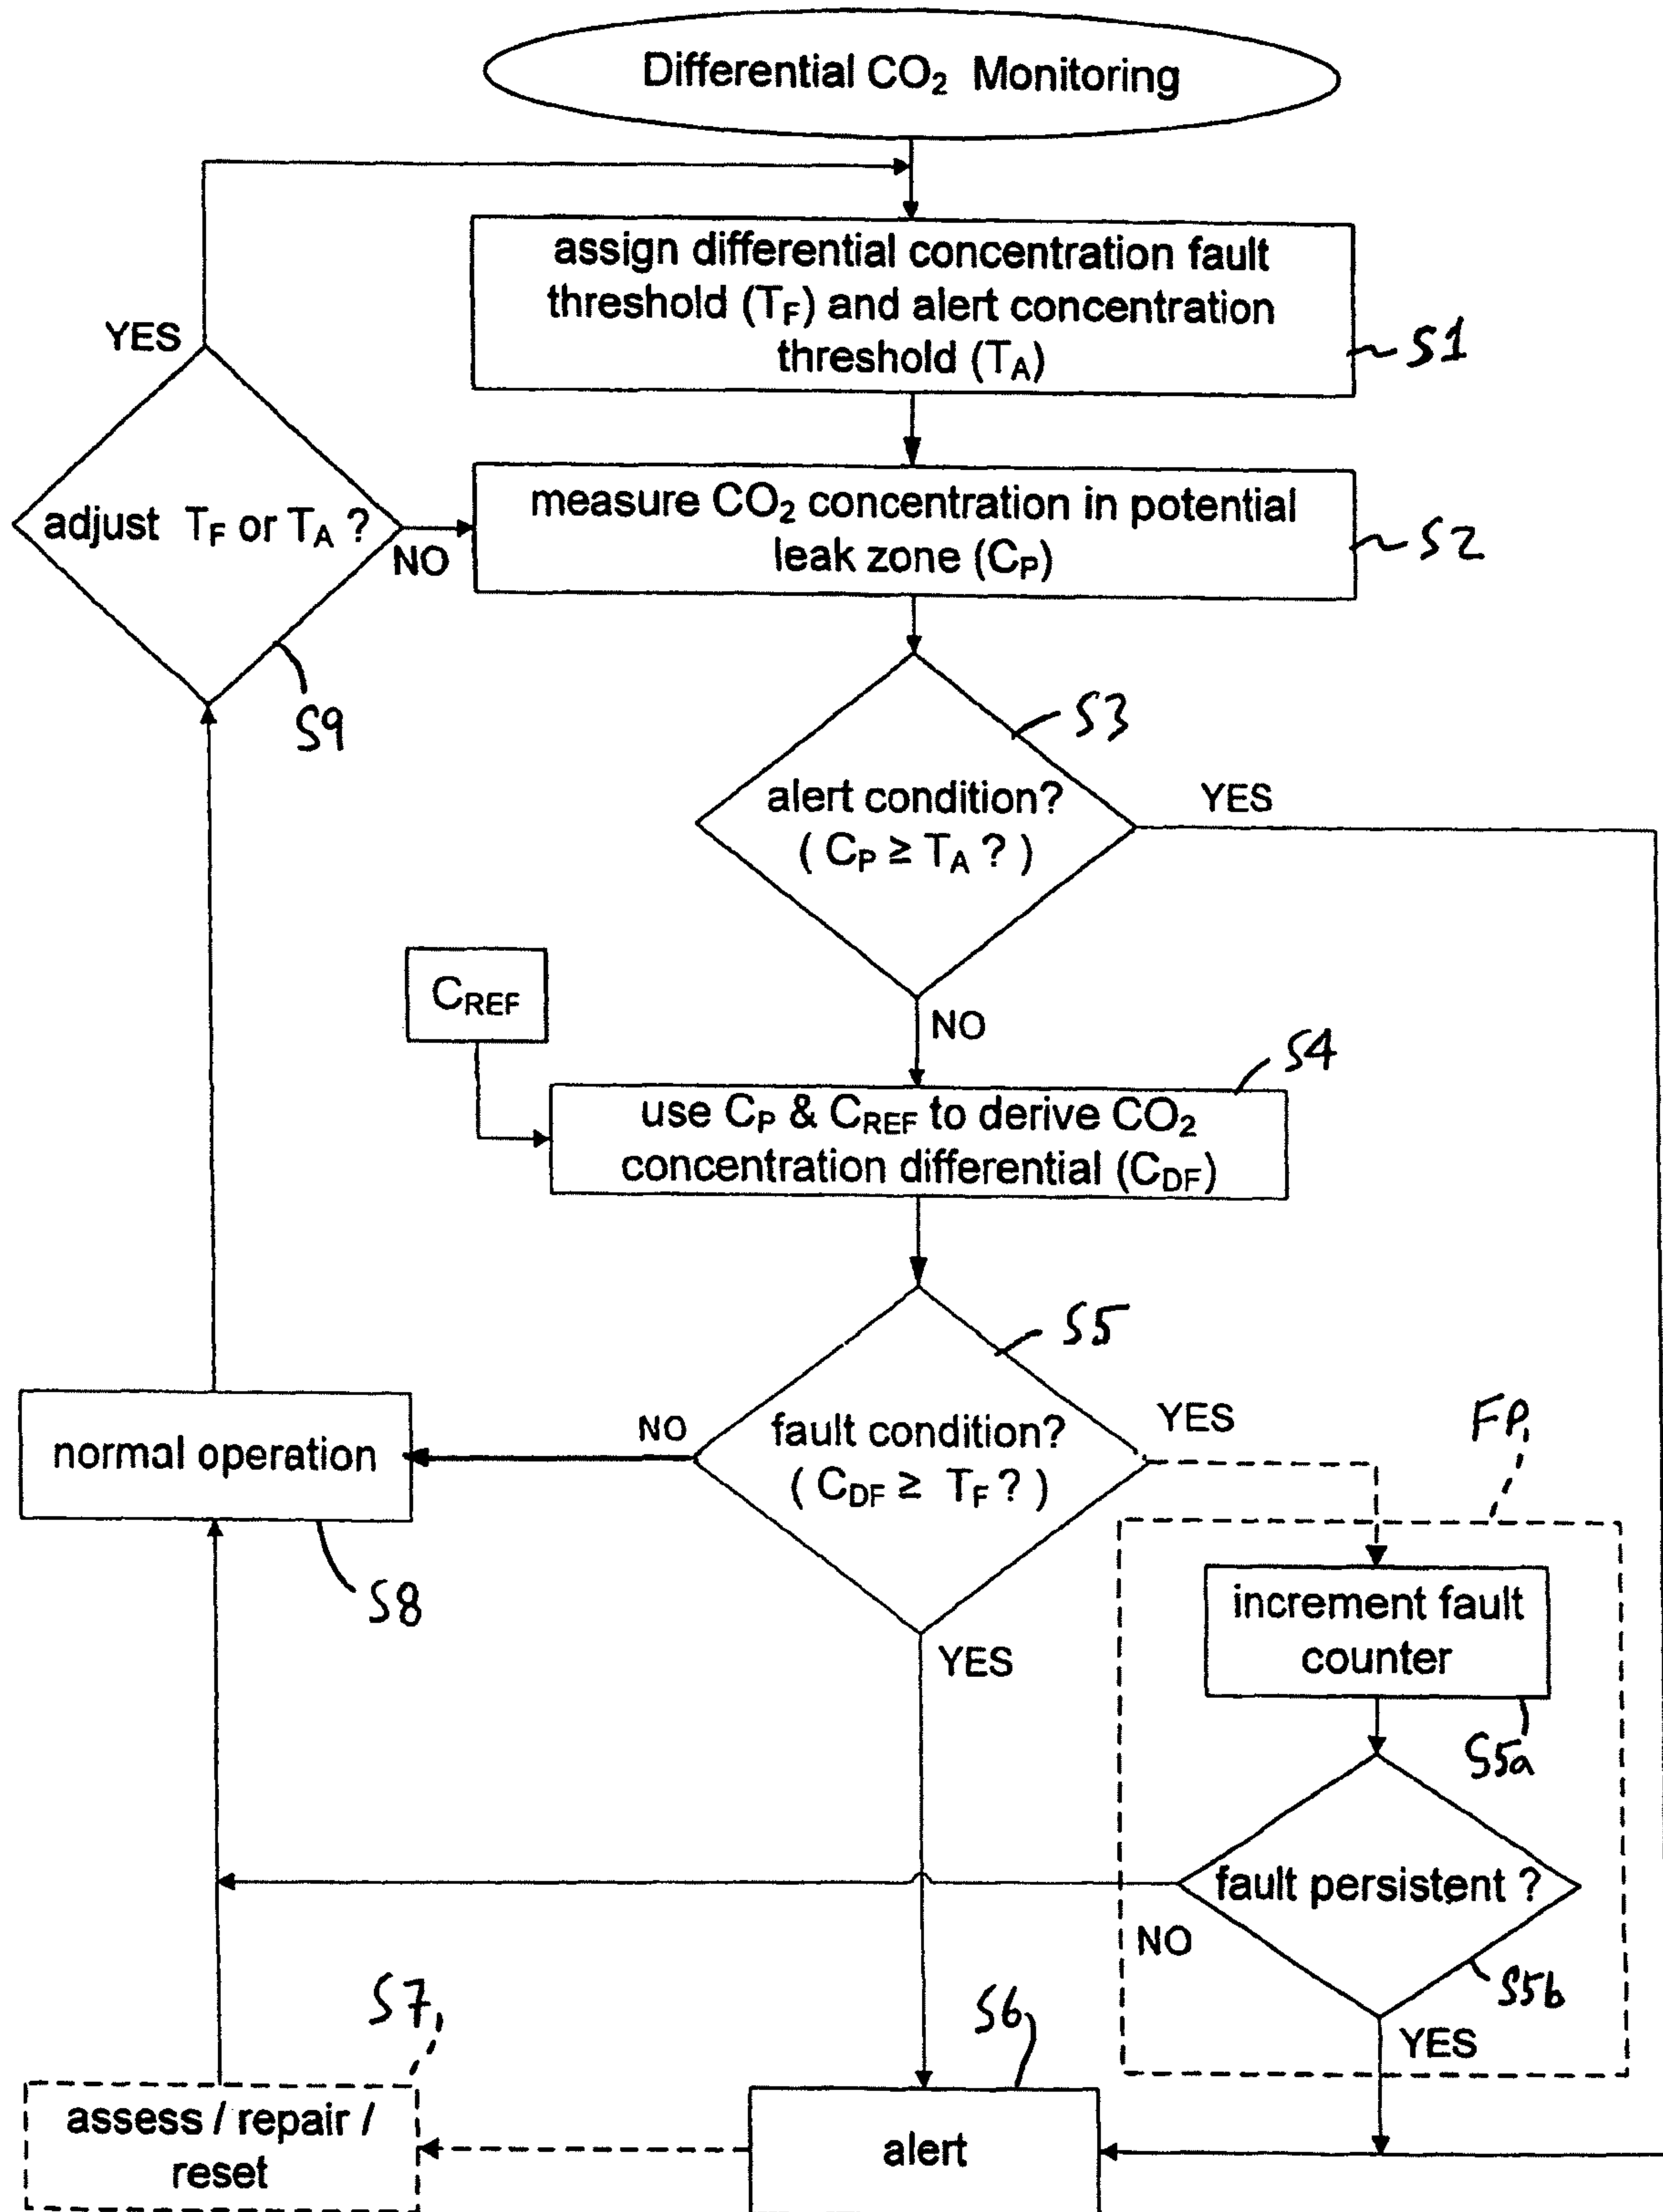 Differential CO₂ Monitoring
assign differential concentration fault
threshold (T_F) and alert concentration
threshold (T_A)
S1
YES
adjust T_F or T_A ?
NO
S9
measure CO₂ concentration in potential
leak zone (C_P)
S2
S3
alert condition?
( C_P ≥ T_A ? )
YES
NO
C_REF
S4
use C_P & C_REF to derive CO₂
concentration differential (C_DF)
S5
fault condition?
( C_DF ≥ T_F ? )
NO
YES
YES
normal operation
S8
FP
increment fault
counter
S5a
fault persistent ?
NO
S5b
YES
S7
assess / repair /
reset
S6
alert